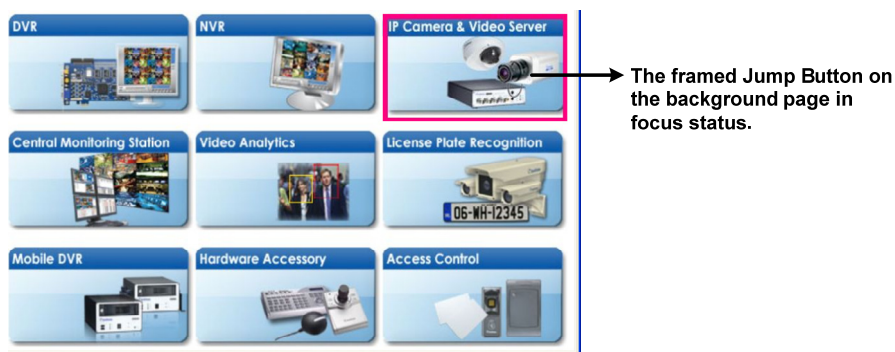 DVR
NVR
IP Camera & Video Server
The framed Jump Button on
the background page in
focus status.
Central Monitoring Station
Video Analytics
License Plate Recognition
06-WH-12345
Mobile DVR
Hardware Accessory
Access Control